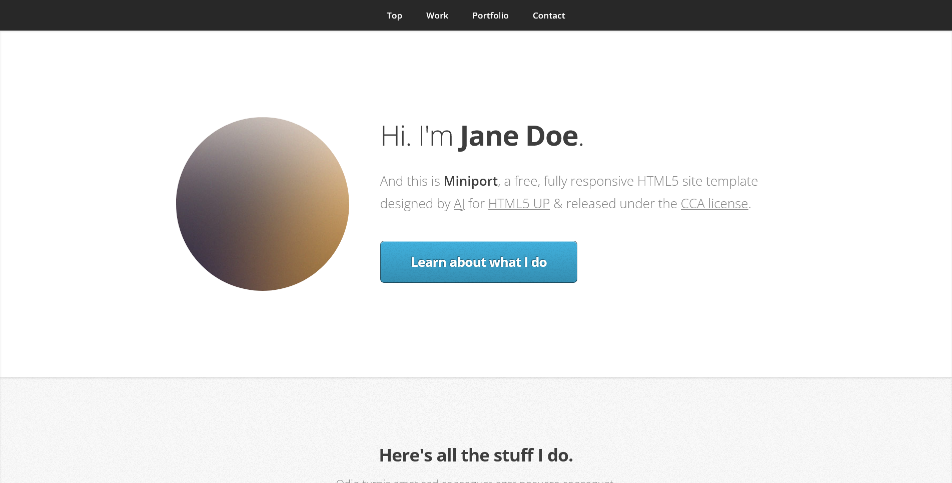 Top Work Portfolio Contact
Hi. I'm Jane Doe.
And this is Miniport, a free, fully responsive HTML5 site template
designed by AJ for HTML5 UP & released under the CCA license.
Learn about what I do
Here's all the stuff I do.